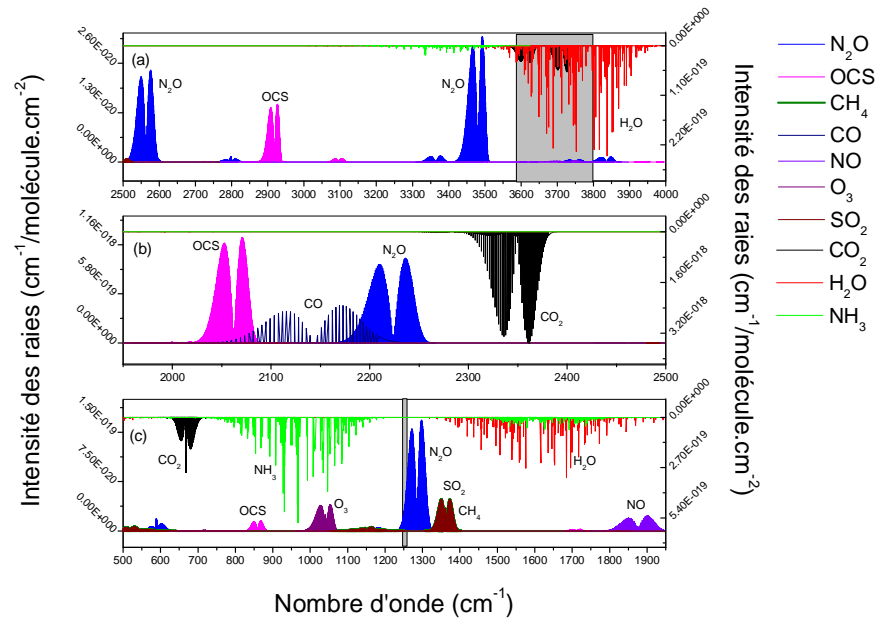 Intensité des raies (cm-1/molécule.cm-2)
2.60E-020
1.30E-020
0.00E+000
(a)
N2O
OCS
N2O
H2O
0.00E+000
1.10E-019
2.20E-019
2500 2600 2700 2800 2900 3000 3100 3200 3300 3400 3500 3600 3700 3800 3900 4000
1.16E-018
5.80E-019
0.00E+000
(b)
OCS
CO
N2O
CO2
0.00E+000
1.60E-018
3.20E-018
2000 2100 2200 2300 2400 2500
1.50E-019
7.50E-020
0.00E+000
(c)
CO2
NH3
OCS
O3
N2O
SO2
CH4
H2O
NO
0.00E+000
2.70E-019
5.40E-019
500 600 700 800 900 1000 1100 1200 1300 1400 1500 1600 1700 1800 1900
Nombre d'onde (cm-1)
Intensité des raies (cm-1/molécule.cm-2)
N2O
OCS
CH4
CO
NO
O3
SO2
CO2
H2O
NH3